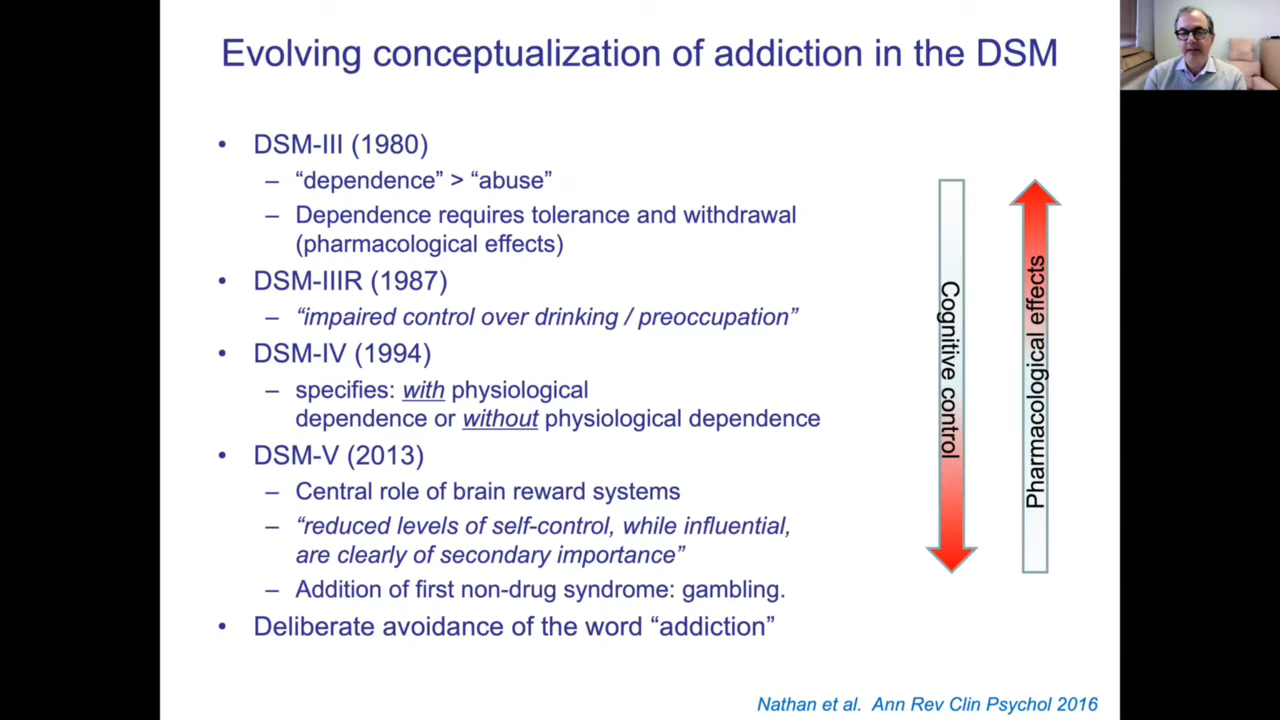 Evolving conceptualization of addiction in the DSM
• DSM-III (1980)
– “dependence” > “abuse”
– Dependence requires tolerance and withdrawal
(pharmacological effects)
• DSM-IIIR (1987)
– “impaired control over drinking / preoccupation”
• DSM-IV (1994)
– specifies: with physiological
dependence or without physiological dependence
• DSM-V (2013)
– Central role of brain reward systems
– “reduced levels of self-control, while influential,
are clearly of secondary importance”
– Addition of first non-drug syndrome: gambling.
• Deliberate avoidance of the word “addiction”
Cognitive control
Pharmacological effects
Nathan et al. Ann Rev Clin Psychol 2016